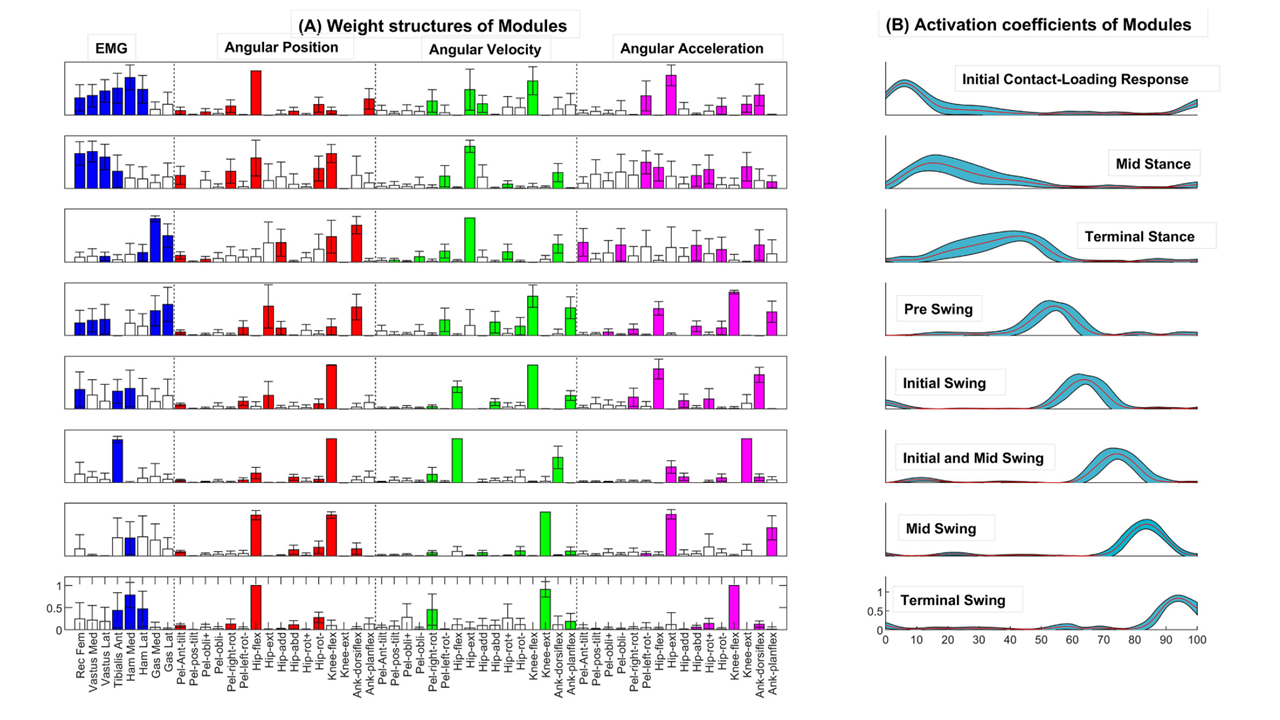 (A) Weight structures of Modules
(B) Activation coefficients of Modules
EMG
Angular Position
Angular Velocity
Angular Acceleration
Initial Contact-Loading Response
Mid Stance
Terminal Stance
Pre Swing
Initial Swing
Initial and Mid Swing
Mid Swing
Terminal Swing
1
0.5
0
1
0.5
0
0 10 20 30 40 50 60 70 80 90 100
Rec Fem
Vastus Med
Vastus Lat
Tibialis Ant
Ham Med
Ham Lat
Gas Med
Gas Lat
Pel-Ant-tilt
Pel-pos-tilt
Pel-obli+
Pel-obli-
Pel-right-rot
Pel-left-rot
Hip-flex
Hip-ext
Hip-add
Hip-abd
Hip-rot+
Hip-rot-
Knee-flex
Knee-ext
Ank-dorsiflex
Ank-planflex
Pel-Ant-tilt
Pel-pos-tilt
Pel-obli+
Pel-obli-
Pel-right-rot
Pel-left-rot
Hip-flex
Hip-ext
Hip-add
Hip-abd
Hip-rot+
Hip-rot-
Knee-flex
Knee-ext
Ank-dorsiflex
Ank-planflex
Pel-Ant-tilt
Pel-pos-tilt
Pel-obli+
Pel-obli-
Pel-right-rot
Pel-left-rot
Hip-flex
Hip-ext
Hip-add
Hip-abd
Hip-rot+
Hip-rot-
Knee-flex
Knee-ext
Ank-dorsiflex
Ank-planflex